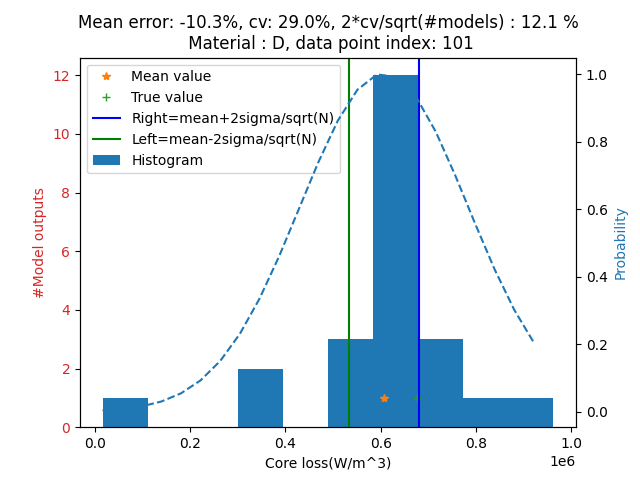 Mean error: -10.3%, cv: 29.0%, 2*cv/sqrt(#models) : 12.1 %
Material : D, data point index: 101
Mean value
True value
Right=mean+2sigma/sqrt(N)
Left=mean-2sigma/sqrt(N)
Histogram
#Model outputs
12
10
8
6
4
2
0
Probability
1.0
0.8
0.6
0.4
0.2
0.0
0.0 0.2 0.4 0.6 0.8 1.0
1e6
Core loss(W/m^3)